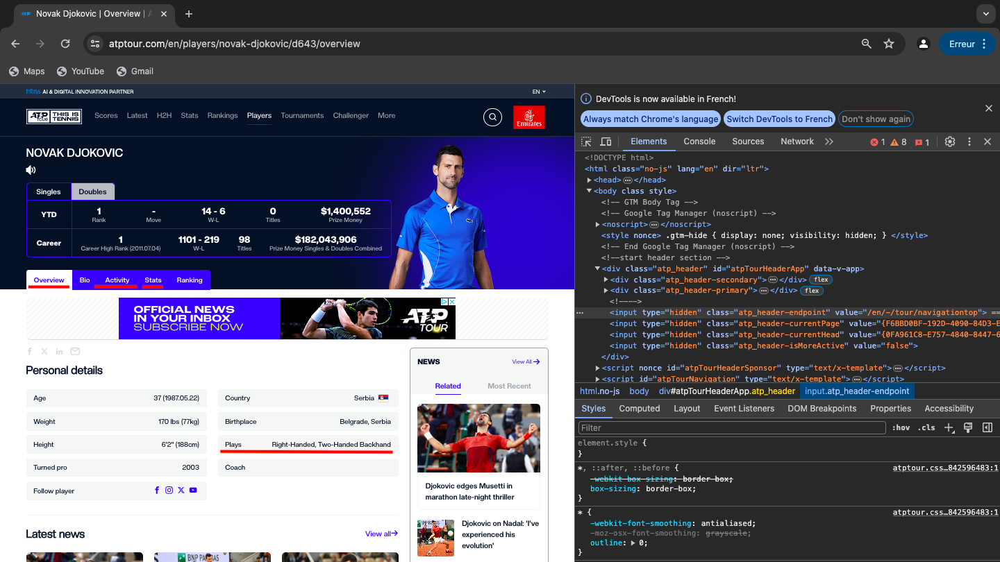 Novak Djokovic | Overview | A
atptour.com/en/players/novak-djokovic/d643/overview
Erreur
Maps YouTube Gmail
Infosys AI & DIGITAL INNOVATION PARTNER
EN
ATP TOUR THIS IS TENNIS
Scores Latest H2H Stats Rankings Players Tournaments Challenger More
Emirates
NOVAK DJOKOVIC
Singles Doubles
YTD
1 - 14 - 6 0 $1,400,552
Rank Move W-L Titles Prize Money
Career
1 1101 - 219 98 $182,043,906
Career High Rank (2011.07.04) W-L Titles Prize Money Singles & Doubles Combined
Overview Bio Activity Stats Ranking
OFFICIAL NEWS
IN YOUR INBOX
SUBSCRIBE NOW
ATP
TOUR
Personal details
Age 37 (1987.05.22)
Country Serbia
Weight 170 lbs (77kg)
Birthplace Belgrade, Serbia
Height 6'2" (188cm)
Plays Right-Handed, Two-Handed Backhand
Turned pro 2003
Coach
Follow player
Latest news
View all
BNP PARIBAS
NEWS
View All
Related Most Recent
Djokovic edges Musetti in
marathon late-night thriller
Djokovic on Nadal: 'I've
experienced his
evolution'
DevTools is now available in French!
Always match Chrome's language Switch DevTools to French Don't show again
Elements Console Sources Network 1 8 1
<!DOCTYPE html>
<html class="no-js" lang="en" dir="ltr">
<head>…</head>
<body class style>
<!-- GTM Body Tag -->
<!-- Google Tag Manager (noscript) -->
<noscript>…</noscript>
<style nonce> .gtm-hide { display: none; visibility: hidden; } </style>
<!-- End Google Tag Manager (noscript) -->
<!--start header section -->
<div class="atp_header" id="atpTourHeaderApp" data-v-app>
<div class="atp_header-secondary">…</div> flex
<div class="atp_header-primary">…</div> flex
<!---->
<input type="hidden" class="atp_header-endpoint" value="/en/-/tour/navigationtop"> ==
<input type="hidden" class="atp_header-currentPage" value="{F6BBD0BF-192D-4090-84D3-E
<input type="hidden" class="atp_header-currentHead" value="{0FA961C8-E757-4840-8447-6
<input type="hidden" class="atp_header-isMoreActive" value="false">
</div>
<script nonce id="atpTourHeaderSponsor" type="text/x-template">…</script>
<script id="atpTourNavigation" type="text/x-template">…</script>
html.no-js body div#atpTourHeaderApp.atp_header input.atp_header-endpoint
Styles Computed Layout Event Listeners DOM Breakpoints Properties Accessibility
Filter :hov .cls
element.style {
}
*, ::after, ::before { atptour.css…842596483:1
-webkit-box-sizing: border-box;
box-sizing: border-box;
}
* { atptour.css…842596483:1
-webkit-font-smoothing: antialiased;
-moz-osx-font-smoothing: grayscale;
outline: 0;
}